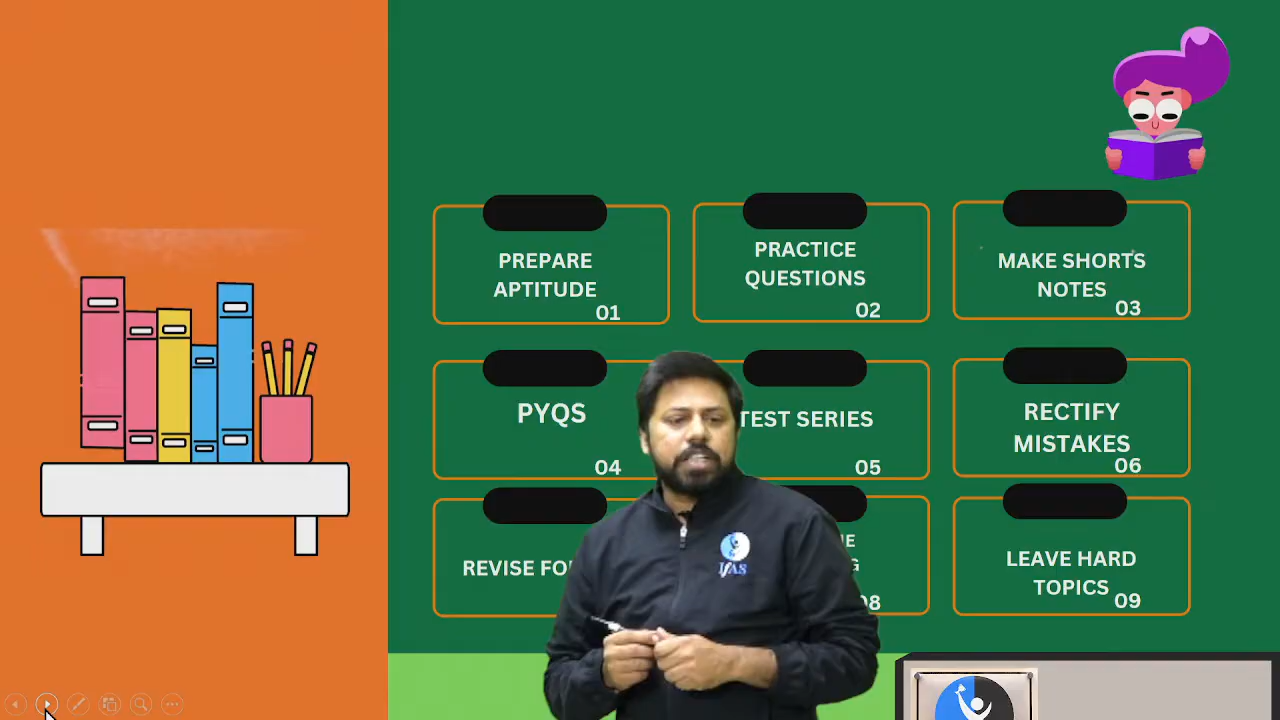 PREPARE
APTITUDE
01
PRACTICE
QUESTIONS
02
MAKE SHORTS
NOTES
03
PYQS
04
TEST SERIES
05
RECTIFY
MISTAKES
06
REVISE
08
LEAVE HARD
TOPICS
09
IFAS